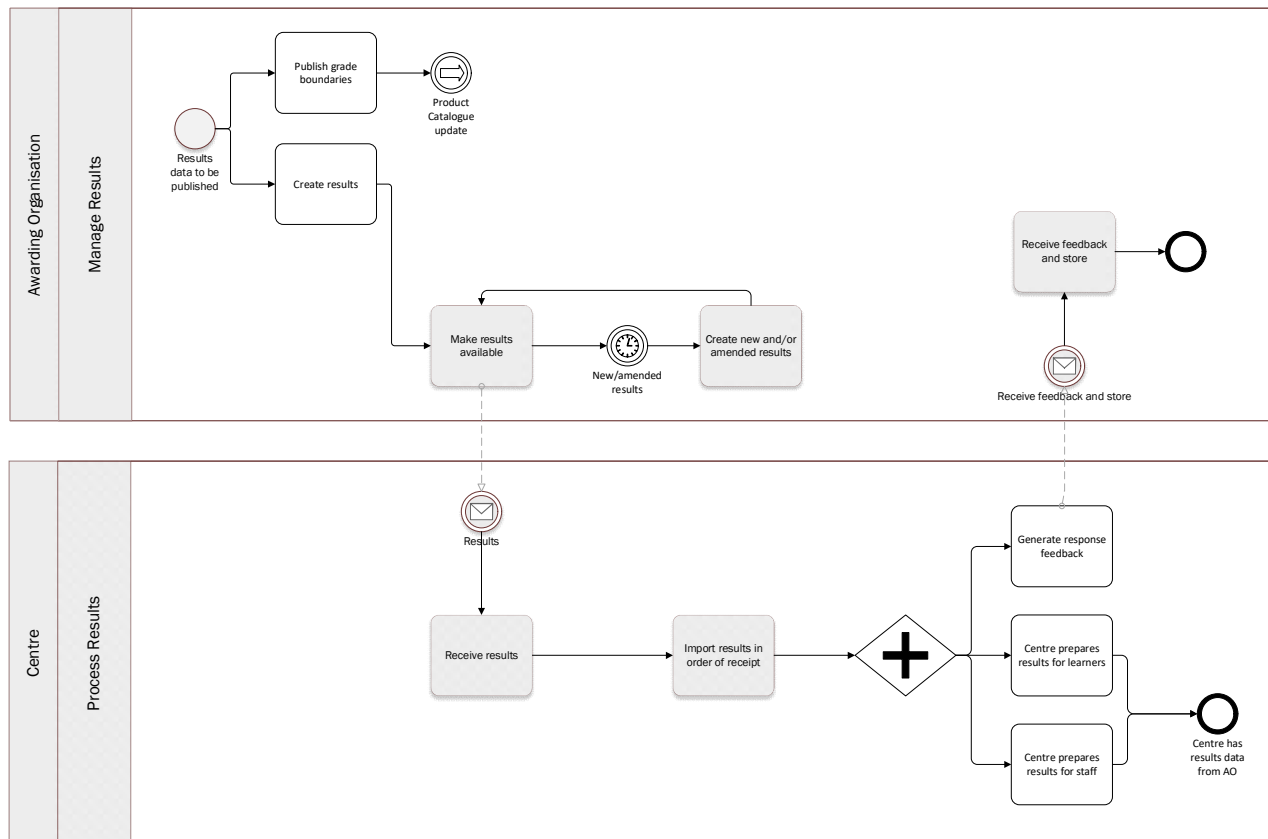 Awarding Organisation
Manage Results
Publish grade
boundaries
Product
Catalogue
update
Results
data to be
published
Create results
Make results
available
New/amended
results
Create new and/or
amended results
Receive feedback
and store
Receive feedback and store
Centre
Process Results
Results
Receive results
Import results in
order of receipt
Generate response
feedback
Centre prepares
results for learners
Centre prepares
results for staff
Centre has
results data
from AO